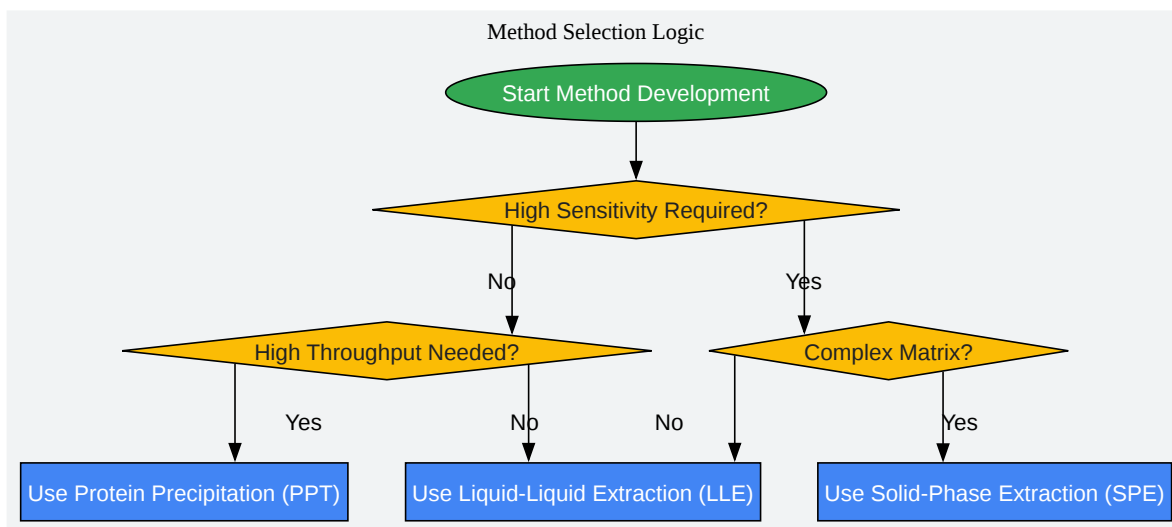 Method Selection Logic
Start Method Development
High Sensitivity Required?
No
Yes
High Throughput Needed?
Complex Matrix?
Yes
No
No
Yes
Use Protein Precipitation (PPT)
Use Liquid-Liquid Extraction (LLE)
Use Solid-Phase Extraction (SPE)